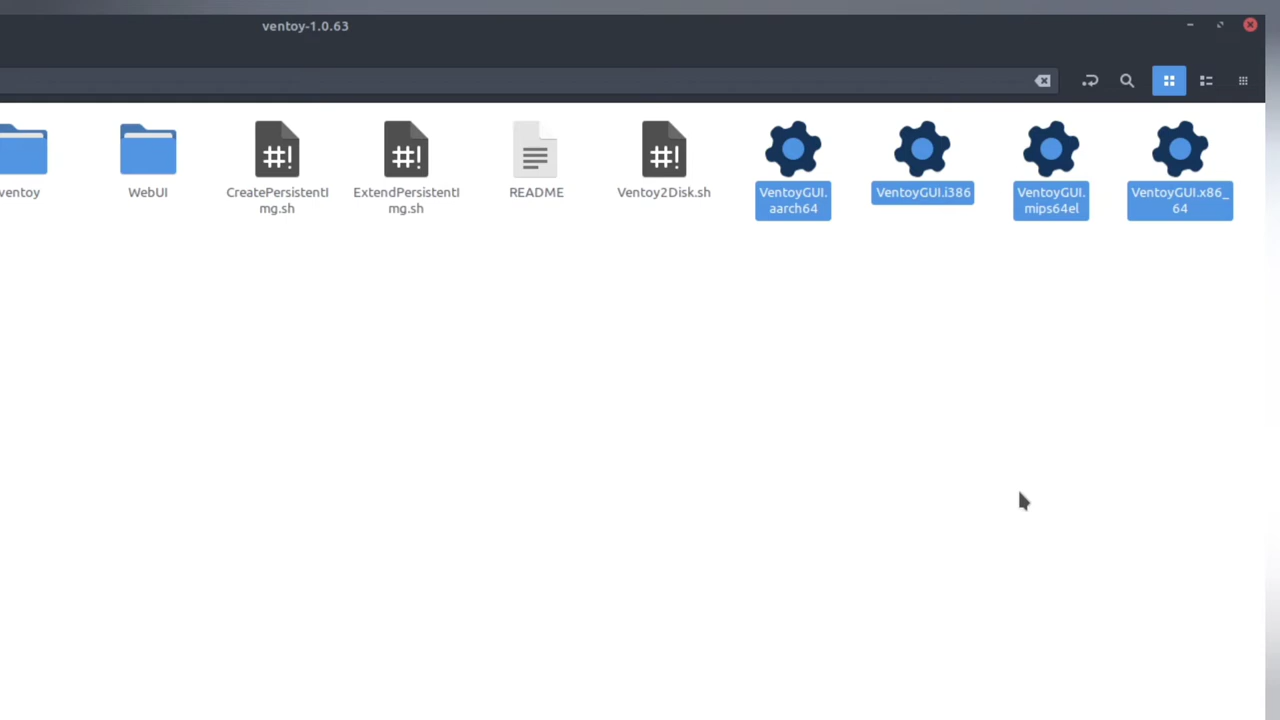 ventoy-1.0.63
ventoy
WebUI
CreatePersistentI
mg.sh
ExtendPersistentI
mg.sh
README
Ventoy2Disk.sh
VentoyGUI.
aarch64
VentoyGUI.i386
VentoyGUI.
mips64el
VentoyGUI.x86_
64